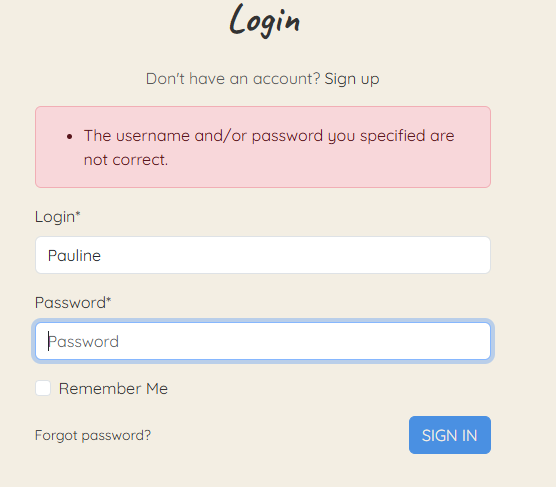 Login
Don't have an account? Sign up
• The username and/or password you specified are
not correct.
Login*
Pauline
Password*
Password
Remember Me
Forgot password?
SIGN IN